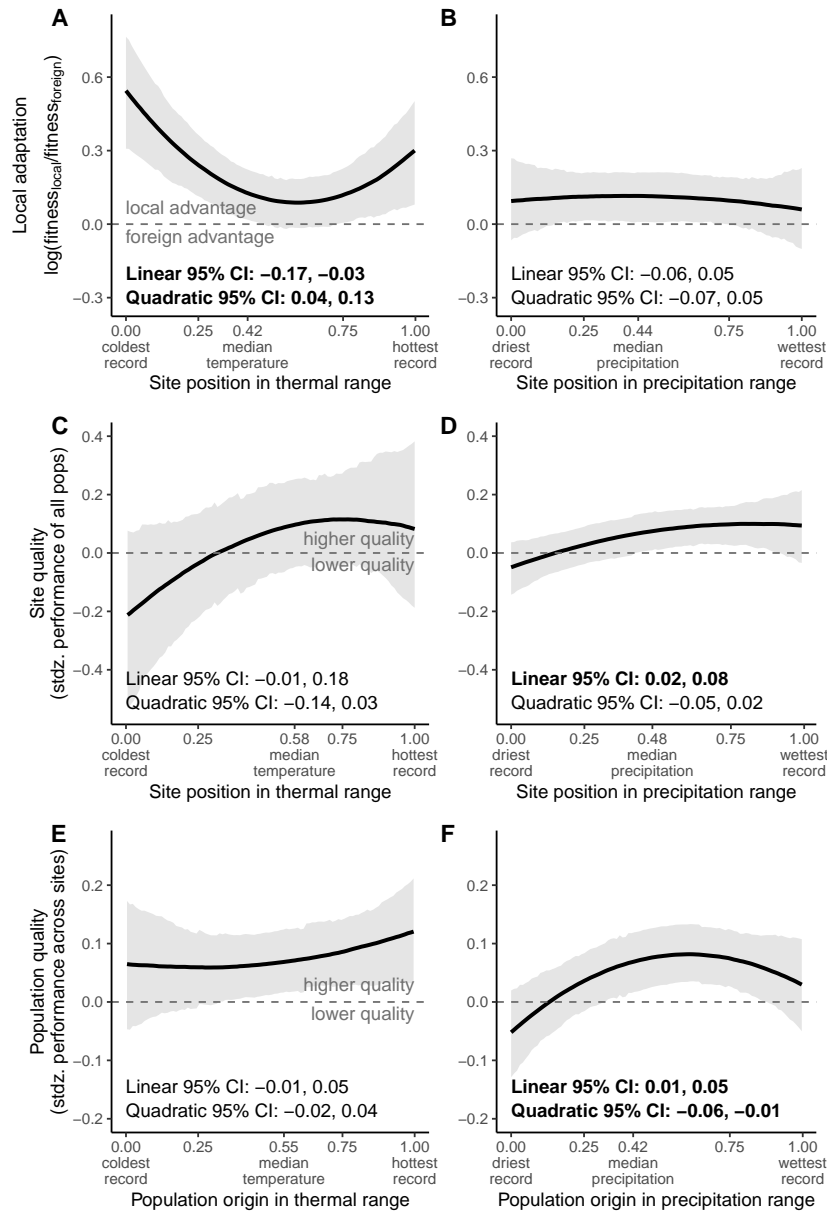 A
Local adaptation
log(fitness_local/fitness_foreign)
0.6
0.3
0.0
−0.3
local advantage
foreign advantage
Linear 95% CI: −0.17, −0.03
Quadratic 95% CI: 0.04, 0.13
0.00 0.25 0.42 0.75 1.00
coldest median hottest
record temperature record
Site position in thermal range
B
0.6
0.3
0.0
−0.3
Linear 95% CI: −0.06, 0.05
Quadratic 95% CI: −0.07, 0.05
0.00 0.25 0.44 0.75 1.00
driest median wettest
record precipitation record
Site position in precipitation range
C
Site quality
(stdz. performance of all pops)
0.4
0.2
0.0
−0.2
−0.4
higher quality
lower quality
Linear 95% CI: −0.01, 0.18
Quadratic 95% CI: −0.14, 0.03
0.00 0.25 0.58 0.75 1.00
coldest median hottest
record temperature record
Site position in thermal range
D
0.4
0.2
0.0
−0.2
−0.4
Linear 95% CI: 0.02, 0.08
Quadratic 95% CI: −0.05, 0.02
0.00 0.25 0.48 0.75 1.00
driest median wettest
record precipitation record
Site position in precipitation range
E
Population quality
(stdz. performance across sites)
0.2
0.1
0.0
−0.1
−0.2
higher quality
lower quality
Linear 95% CI: −0.01, 0.05
Quadratic 95% CI: −0.02, 0.04
0.00 0.25 0.55 0.75 1.00
coldest median hottest
record temperature record
Population origin in thermal range
F
0.2
0.1
0.0
−0.1
−0.2
Linear 95% CI: 0.01, 0.05
Quadratic 95% CI: −0.06, −0.01
0.00 0.25 0.42 0.75 1.00
driest median wettest
record precipitation record
Population origin in precipitation range